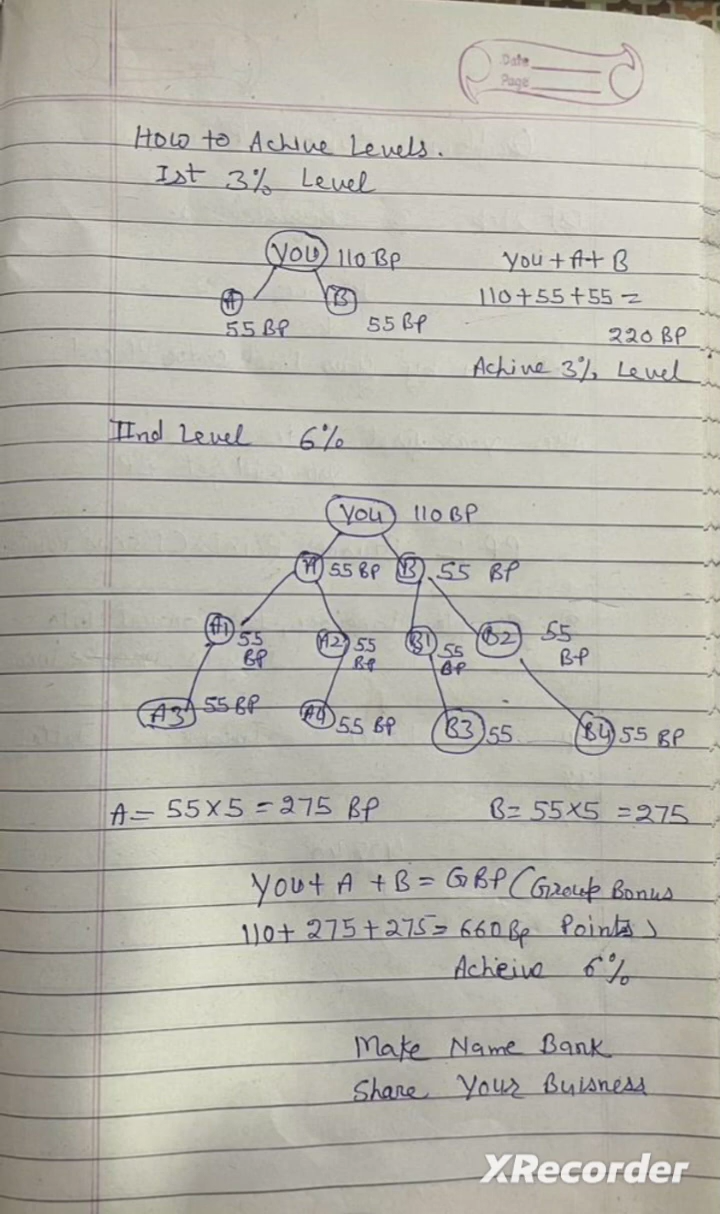 Date
Page
How to Achive Levels.
Ist 3% Level
YOU 110 BP
A B
55 BP 55 BP
You + A + B
110+55+55 =
220 BP
Achive 3% Level
IInd Level 6%
YOU 110 BP
A 55 BP B 55 BP
A1 55 BP A2 55 BP B1 55 BP B2 55 BP
A3 55 BP A4 55 BP B3 55 B4 55 BP
A = 55×5 = 275 BP B = 55×5 = 275
You + A + B = GBP (Group Bonus
110 + 275 + 275 = 660 BP Points)
Acheive 6%
Make Name Bank
Share Your Buisness
XRecorder